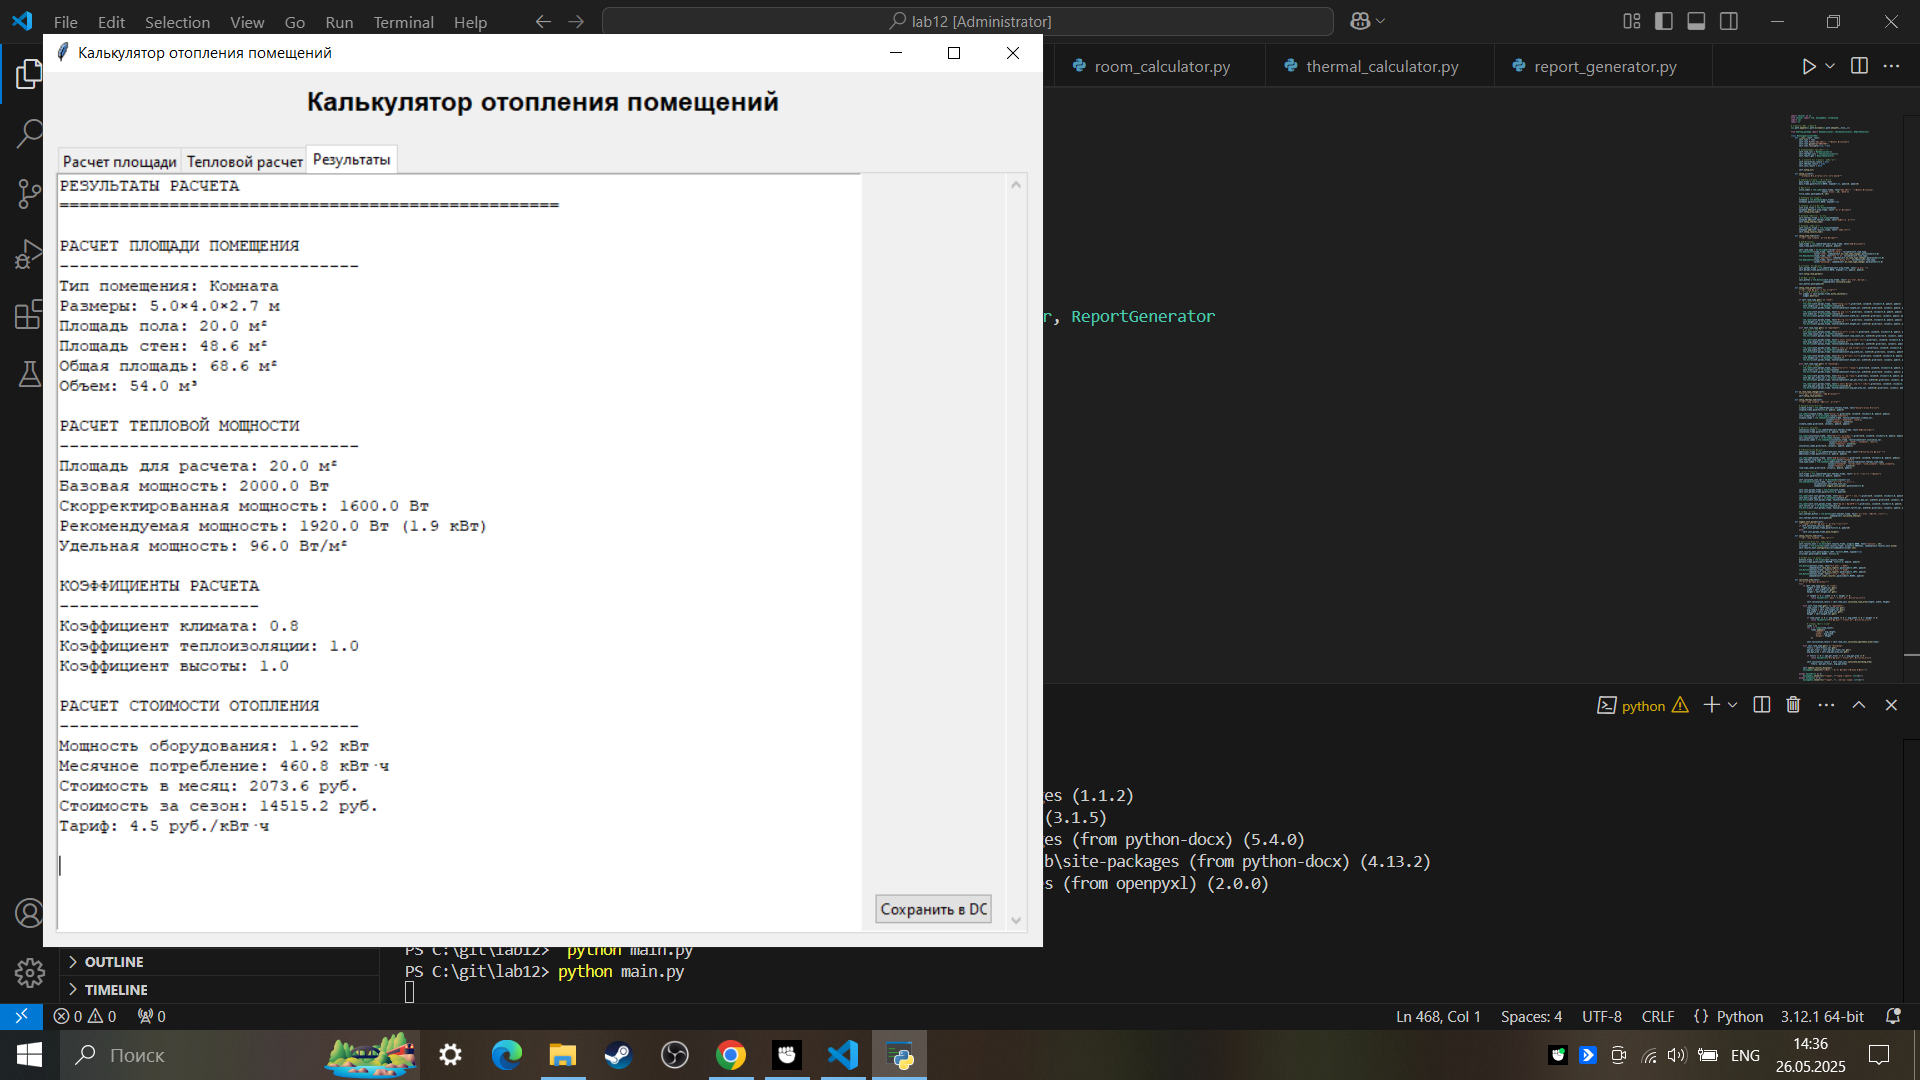 File Edit Selection View Go Run Terminal Help
lab12 [Administrator]
Калькулятор отопления помещений
room_calculator.py
thermal_calculator.py
report_generator.py
Калькулятор отопления помещений
Расчет площади
Тепловой расчет
Результаты
РЕЗУЛЬТАТЫ РАСЧЕТА
==================================================
РАСЧЕТ ПЛОЩАДИ ПОМЕЩЕНИЯ
------------------------------
Тип помещения: Комната
Размеры: 5.0×4.0×2.7 м
Площадь пола: 20.0 м²
Площадь стен: 48.6 м²
Общая площадь: 68.6 м²
Объем: 54.0 м³
РАСЧЕТ ТЕПЛОВОЙ МОЩНОСТИ
------------------------------
Площадь для расчета: 20.0 м²
Базовая мощность: 2000.0 Вт
Скорректированная мощность: 1600.0 Вт
Рекомендуемая мощность: 1920.0 Вт (1.9 кВт)
Удельная мощность: 96.0 Вт/м²
КОЭФФИЦИЕНТЫ РАСЧЕТА
--------------------
Коэффициент климата: 0.8
Коэффициент теплоизоляции: 1.0
Коэффициент высоты: 1.0
РАСЧЕТ СТОИМОСТИ ОТОПЛЕНИЯ
------------------------------
Мощность оборудования: 1.92 кВт
Месячное потребление: 460.8 кВт·ч
Стоимость в месяц: 2073.6 руб.
Стоимость за сезон: 14515.2 руб.
Тариф: 4.5 руб./кВт·ч
Сохранить в DC
r, ReportGenerator
python
es (1.1.2)
(3.1.5)
es (from python-docx) (5.4.0)
b\site-packages (from python-docx) (4.13.2)
s (from openpyxl) (2.0.0)
PS C:\git\lab12> python main.py
PS C:\git\lab12> python main.py
OUTLINE
TIMELINE
0 0 0
Ln 468, Col 1 Spaces: 4 UTF-8 CRLF {} Python 3.12.1 64-bit
Поиск
ENG
14:36
26.05.2025